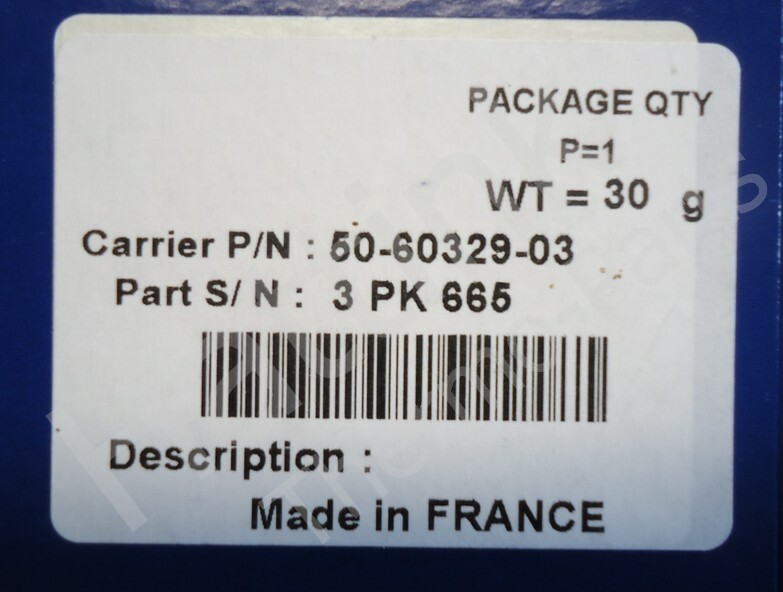 PACKAGE QTY
P=1
WT = 30 g
Carrier P/N : 50-60329-03
Part S/ N : 3 PK 665
Description :
Made in FRANCE